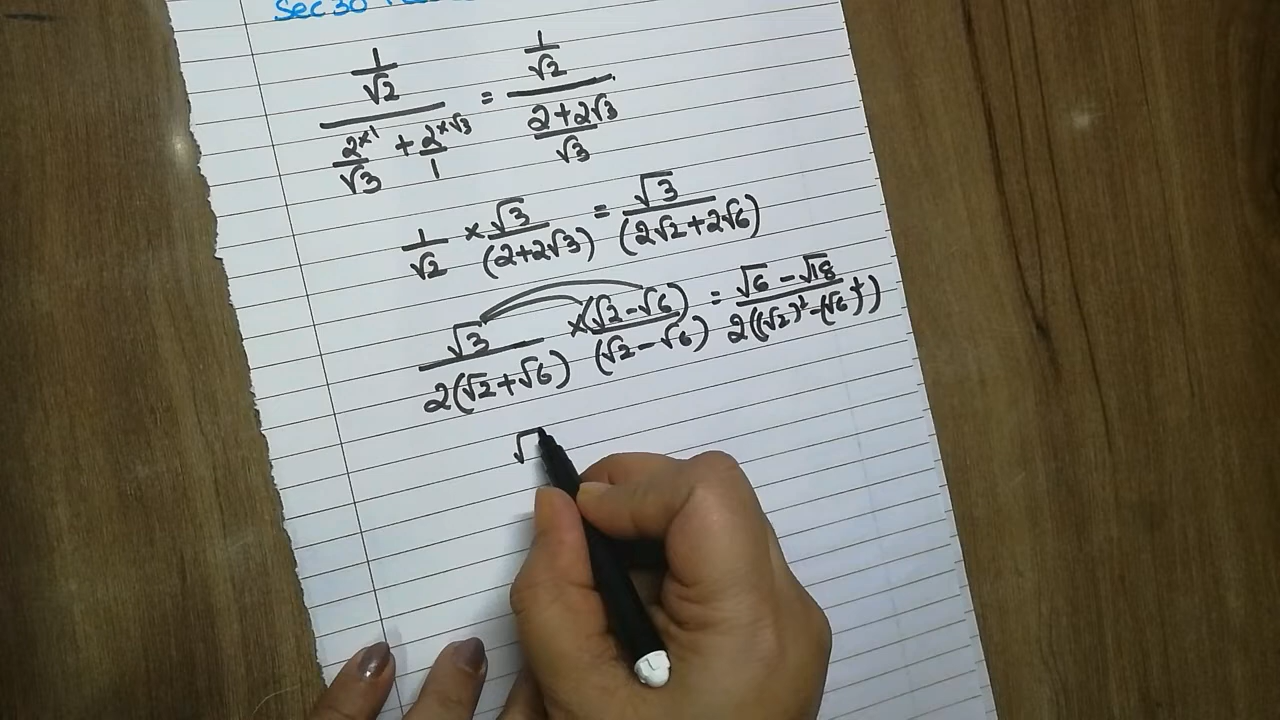 Sec 30
(1/√2) / (2×1/√3 + 2×√3/1) = (1/√2) / ((2+2√3)/√3)
1/√2 × √3/(2+2√3) = √3/(2√2+2√6)
√3/2(√2+√6) × (√2-√6)/(√2-√6) = (√6-√18)/2((√2)²-(√6)²)
√